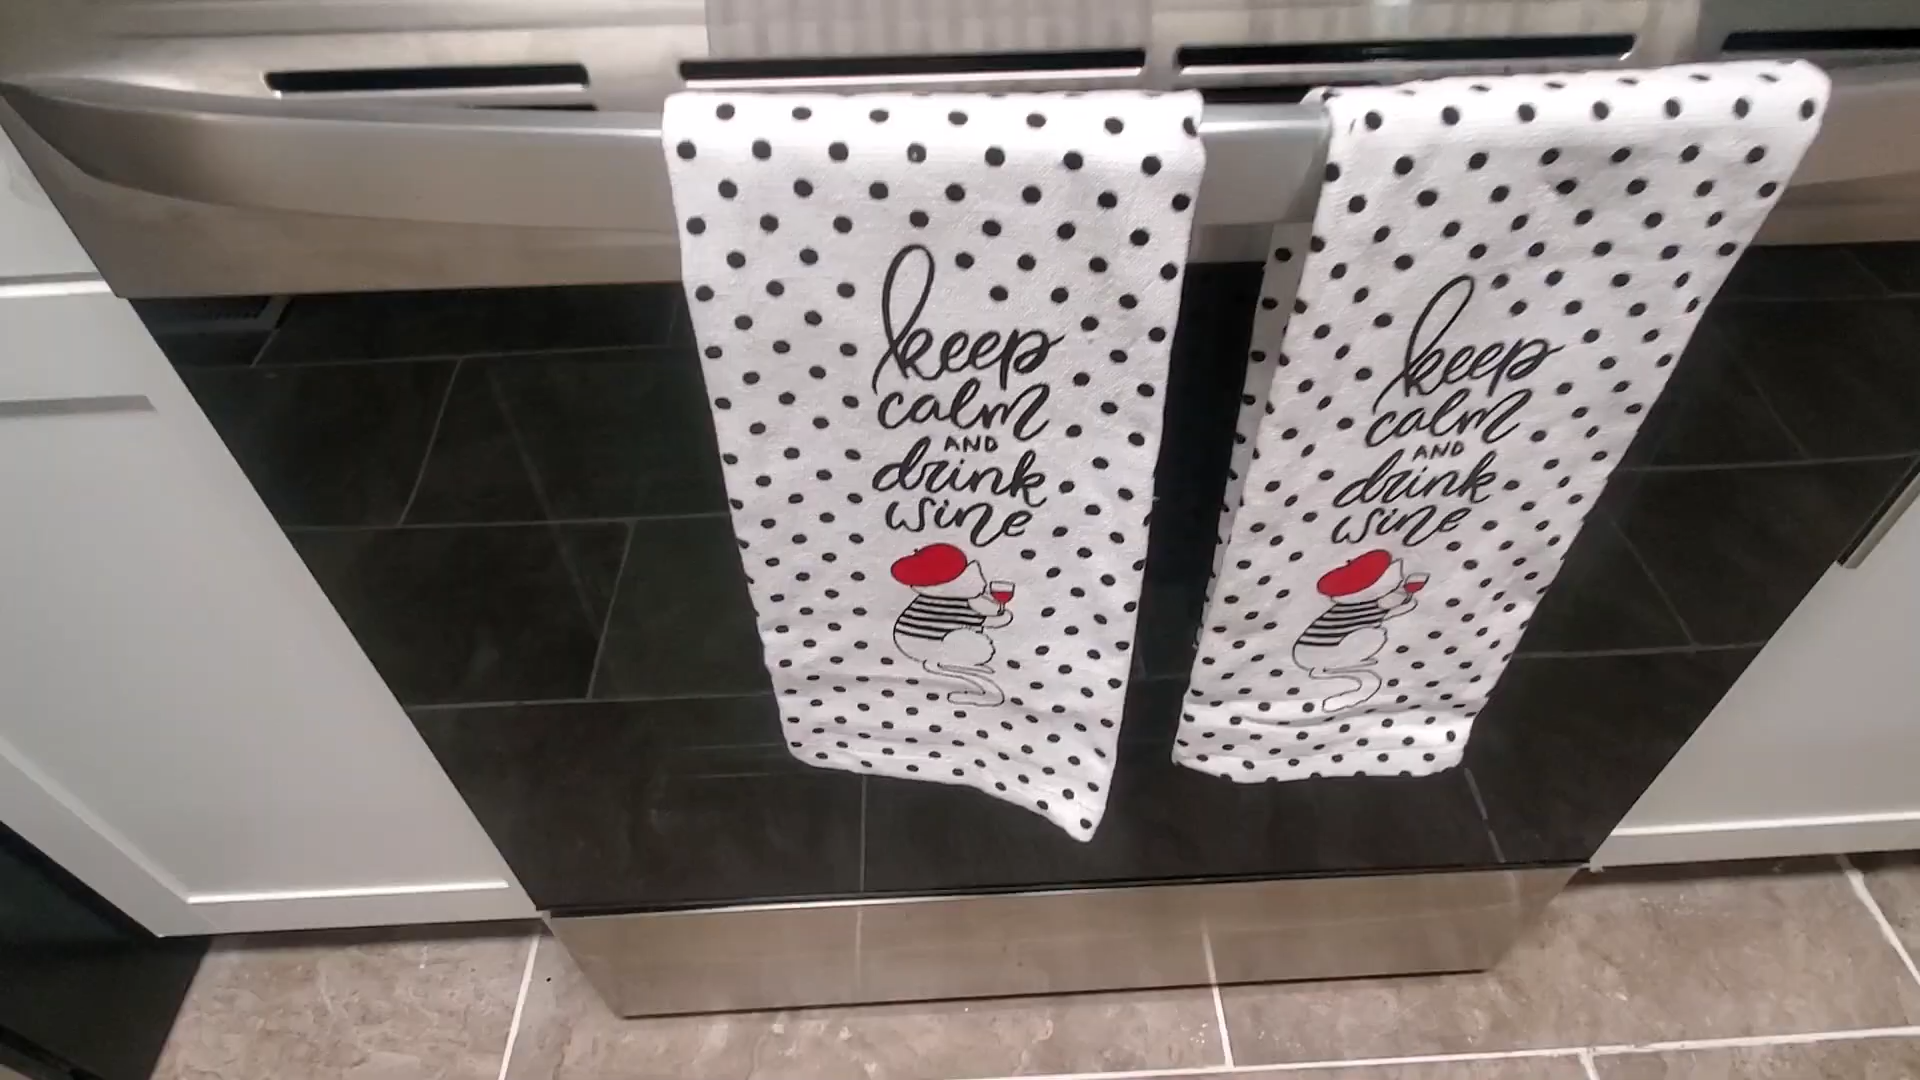 keep
calm
AND
drink
wine
keep
calm
AND
drink
wine